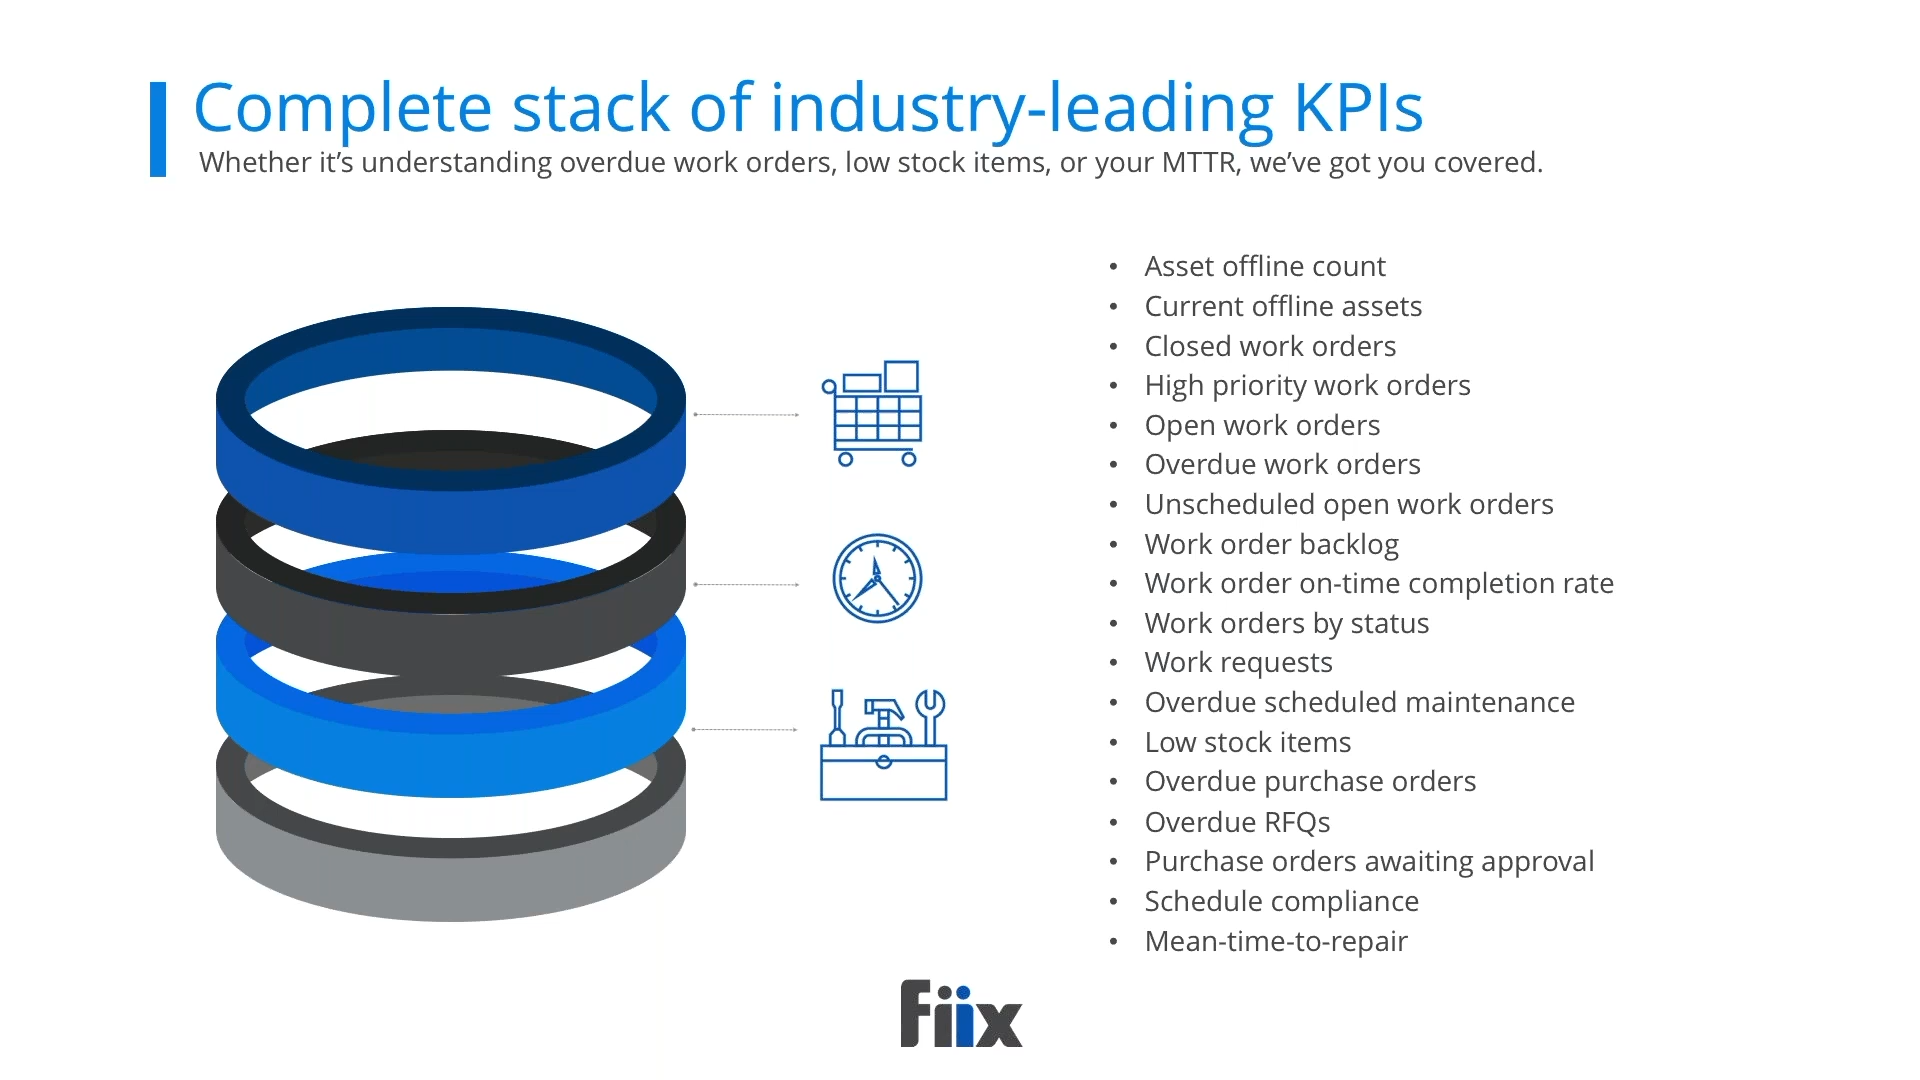 Complete stack of industry-leading KPIs
Whether it’s understanding overdue work orders, low stock items, or your MTTR, we’ve got you covered.
• Asset offline count
• Current offline assets
• Closed work orders
• High priority work orders
• Open work orders
• Overdue work orders
• Unscheduled open work orders
• Work order backlog
• Work order on-time completion rate
• Work orders by status
• Work requests
• Overdue scheduled maintenance
• Low stock items
• Overdue purchase orders
• Overdue RFQs
• Purchase orders awaiting approval
• Schedule compliance
• Mean-time-to-repair
Fiix